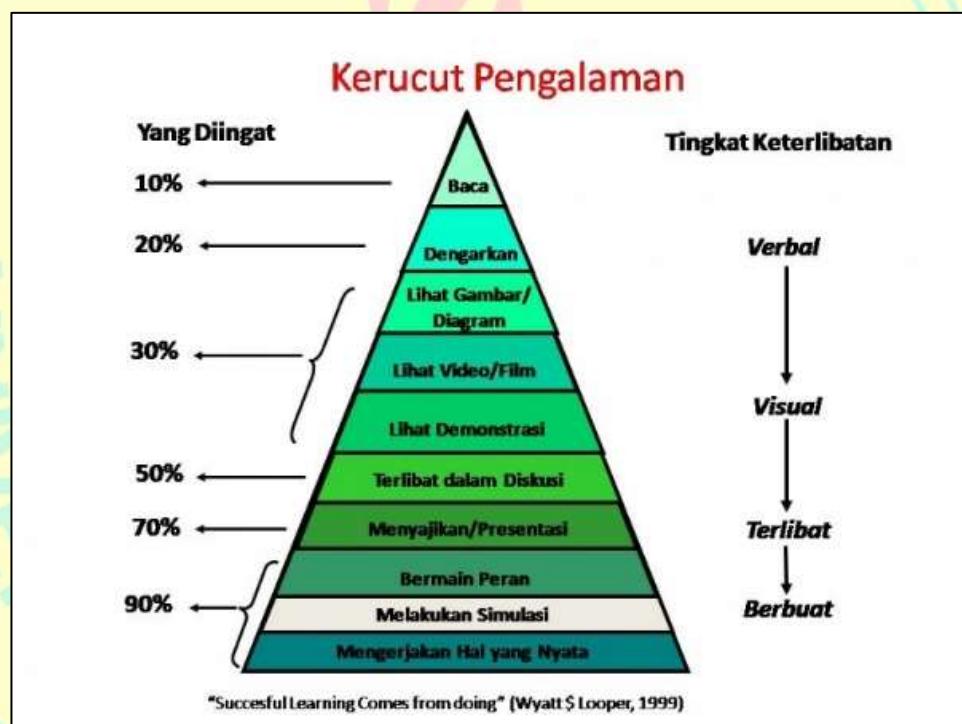 Kerucut Pengalaman
Yang Diingat
Tingkat Keterlibatan
10%
Baca
20%
Dengarkan
Verbal
Lihat Gambar/
Diagram
30%
Lihat Video/Film
Visual
Lihat Demonstrasi
50%
Terlibat dalam Diskusi
70%
Menyajikan/Presentasi
Terlibat
Bermain Peran
90%
Melakukan Simulasi
Berbuat
Mengerjakan Hal yang Nyata
"Succesful Learning Comes from doing" (Wyatt $ Looper, 1999)